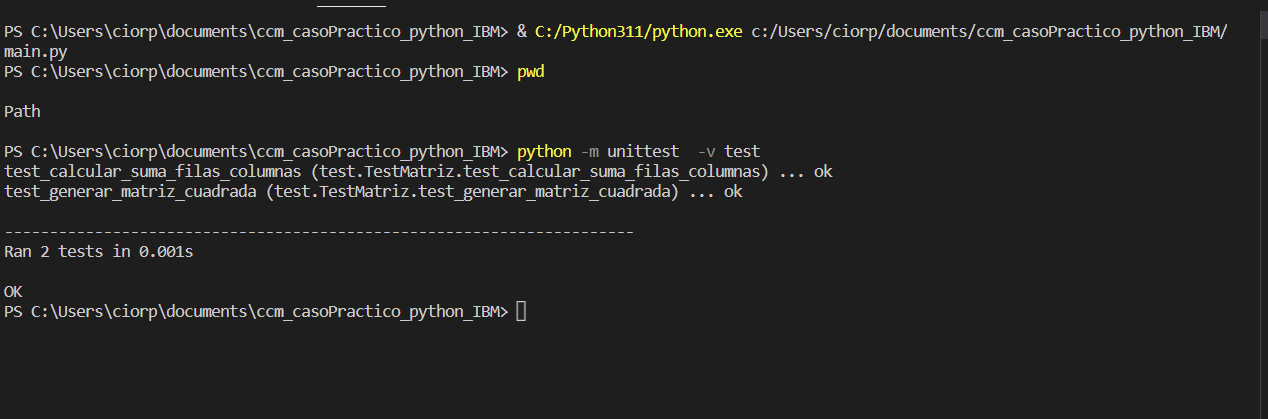 PS C:\Users\ciorp\documents\ccm_casoPractico_python_IBM> & C:/Python311/python.exe c:/Users/ciorp/documents/ccm_casoPractico_python_IBM/
main.py
PS C:\Users\ciorp\documents\ccm_casoPractico_python_IBM> pwd
Path
PS C:\Users\ciorp\documents\ccm_casoPractico_python_IBM> python -m unittest  -v test
test_calcular_suma_filas_columnas (test.TestMatriz.test_calcular_suma_filas_columnas) ... ok
test_generar_matriz_cuadrada (test.TestMatriz.test_generar_matriz_cuadrada) ... ok
----------------------------------------------------------------------
Ran 2 tests in 0.001s
OK
PS C:\Users\ciorp\documents\ccm_casoPractico_python_IBM>